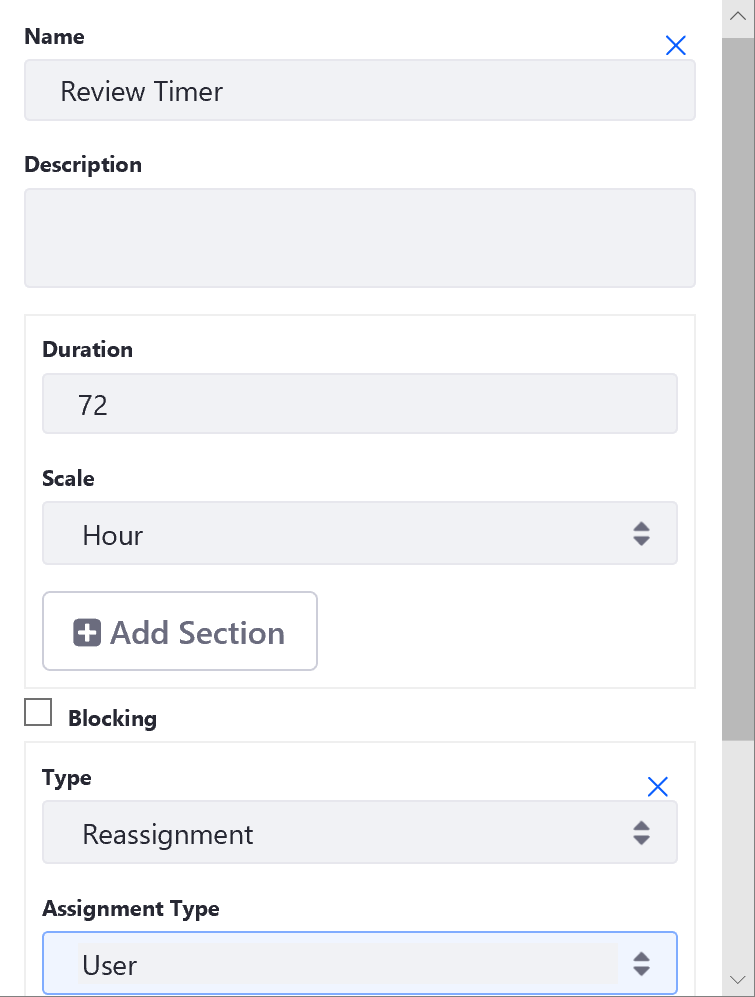 Name
Review Timer
Description
Duration
72
Scale
Hour
Add Section
Blocking
Type
Reassignment
Assignment Type
User